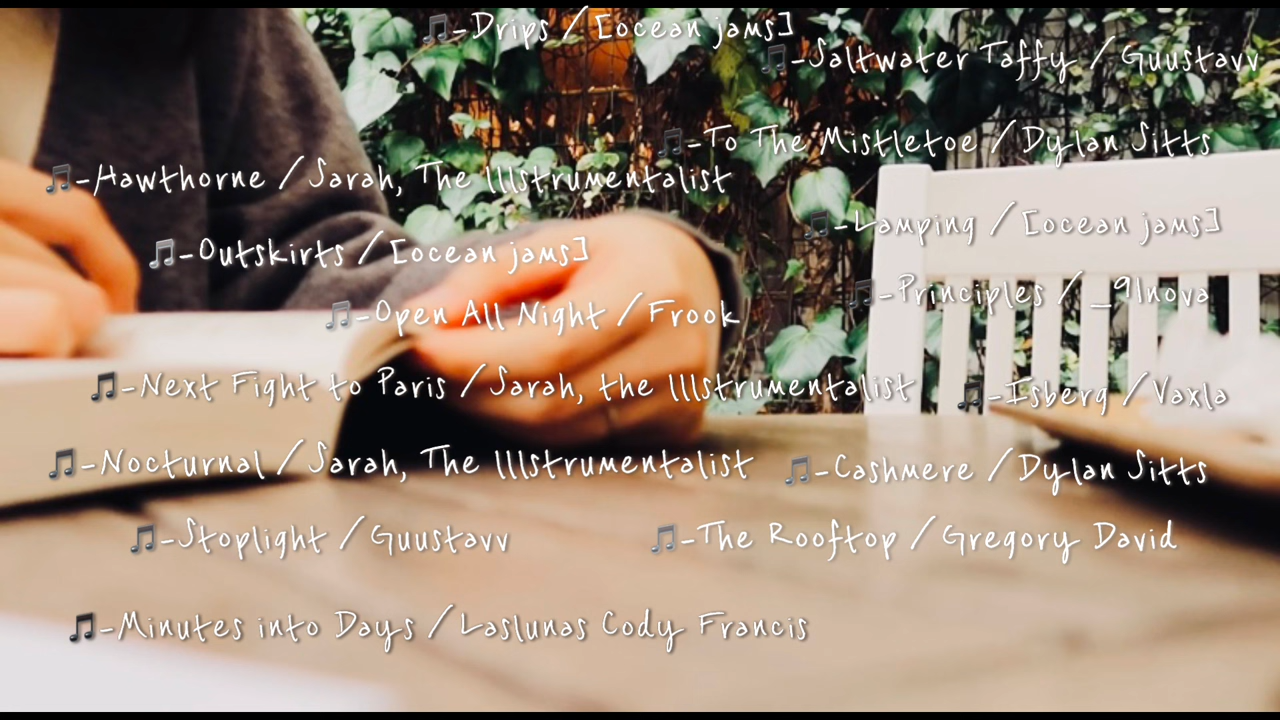 🎵-Drips / [ocean jams]
🎵-Saltwater Taffy / Guustavv
🎵-To The Mistletoe / Dylan Sitts
🎵-Hawthorne / Sarah, The Illstrumentalist
🎵-Lamping / [ocean jams]
🎵-Outskirts / [ocean jams]
🎵-Principles / _91nova
🎵-Open All Night / Frook
🎵-Next Fight to Paris / Sarah, the Illstrumentalist
🎵-Isberg / Vaxla
🎵-Nocturnal / Sarah, The Illstrumentalist
🎵-Cashmere / Dylan Sitts
🎵-Stoplight / Guustavv
🎵-The Rooftop / Gregory David
🎵-Minutes into Days / Laslunas Cody Francis